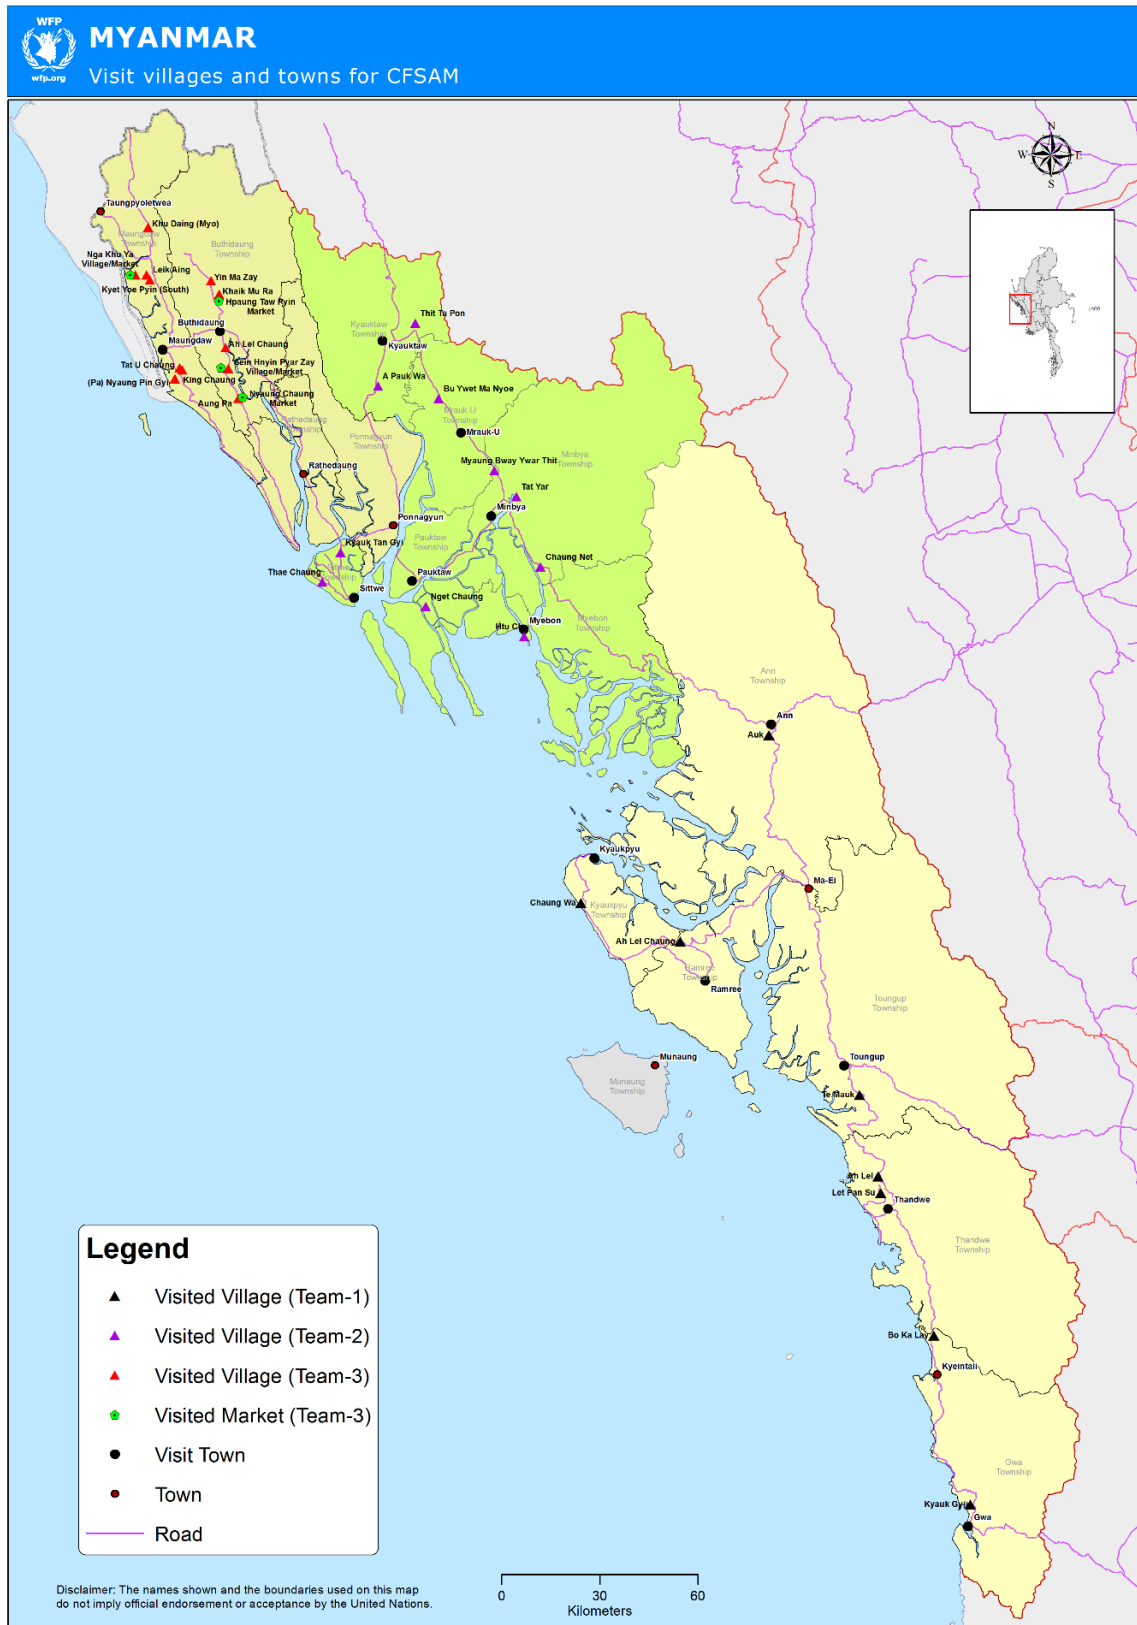 WFP
wfp.org
MYANMAR
Visit villages and towns for CFSAM
N
W
E
S
Taungpyoletwea
Khu Daing (Myo)
Maungdaw
Township
Buthidaung
Township
Nga Khu Ya
Village/Market
Leik Aing
Kyet Yoe Pyin (South)
Yin Ma Zay
Khaik Mu Ra
Hpaung Taw Pyin
Market
Buthidaung
Maungdaw
Ah Lel Chaung
Tat U Chaung
Sein Hnyin Pyar Zay
Village/Market
(Pa) Nyaung Pin Gyi
King Chaung
Aung Pa
Nyaung Chaung
Market
Rathedaung
Township
Rathedaung
Thit Tu Pon
Kyauktaw
Township
Kyauktaw
A Pauk Wa
Bu Ywet Ma Nyoe
Mrauk-U
Township
Mrauk-U
Ponnagyun
Township
Minbya
Township
Myaung Bway Ywar Thit
Tat Yar
Minbya
Ponnagyun
Pauktaw
Township
Kyauk Tan Gyi
Chaung Net
Thae Chaung
Sittwe
Township
Pauktaw
Sittwe
Nget Chaung
Myebon
Myebon
Township
Ann
Township
Ann
Auk
Kyaukpyu
Ma-Ei
Chaung Wa
Kyaukpyu
Township
Ah Lel Chaung
Ramree
Township
Ramree
Toungup
Township
Munaung
Toungup
Munaung
Township
Te Mauk
Ah Lel
Let Pan Su
Thandwe
Thandwe
Township
Bo Ka Lay
Kyeintali
Gwa
Township
Kyauk Gyi
Gwa
LAOS
Legend
Visited Village (Team-1)
Visited Village (Team-2)
Visited Village (Team-3)
Visited Market (Team-3)
Visit Town
Town
Road
Disclaimer: The names shown and the boundaries used on this map
do not imply official endorsement or acceptance by the United Nations.
0 30 60
Kilometers